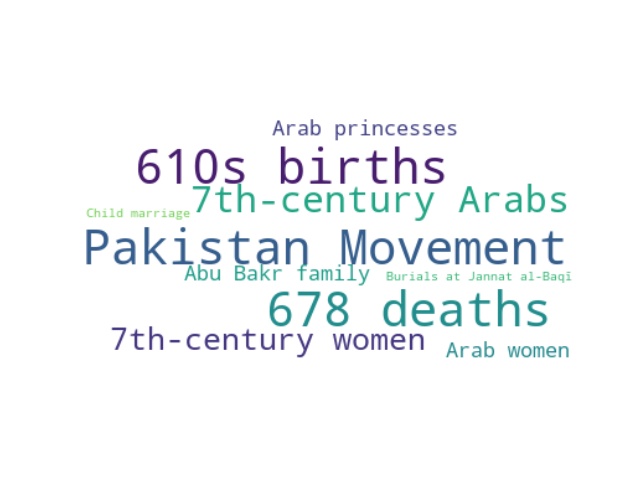 Arab princesses
610s births
7th-century Arabs
Child marriage
Pakistan Movement
Abu Bakr family
Burials at Jannat al-Baqī
678 deaths
7th-century women
Arab women